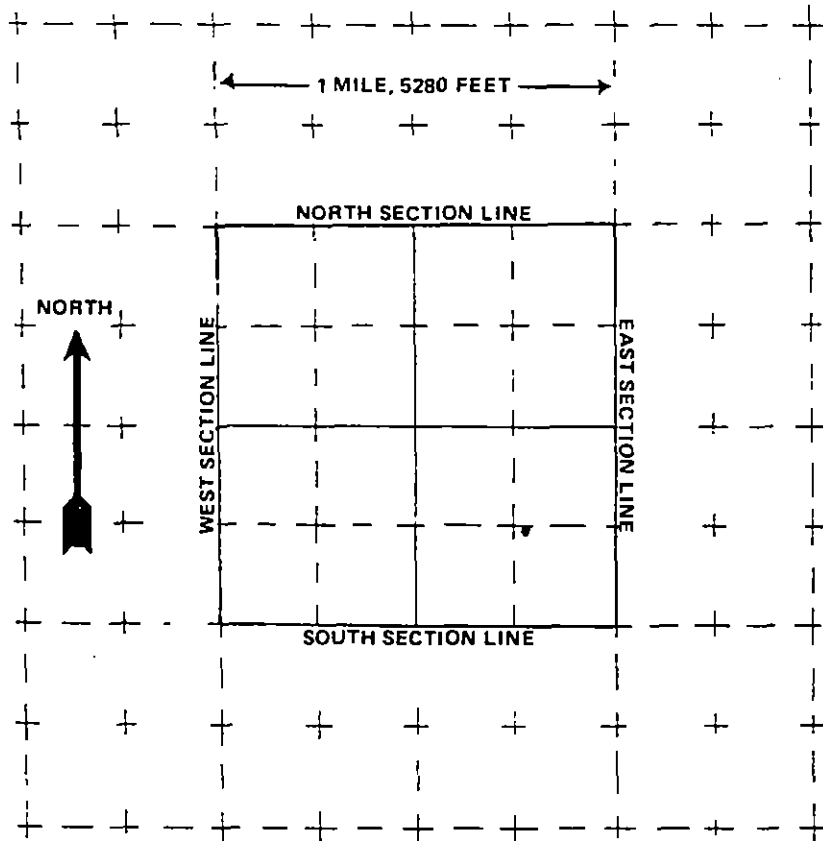 1 MILE, 5280 FEET
NORTH SECTION LINE
NORTH
WEST SECTION LINE
EAST SECTION LINE
SOUTH SECTION LINE